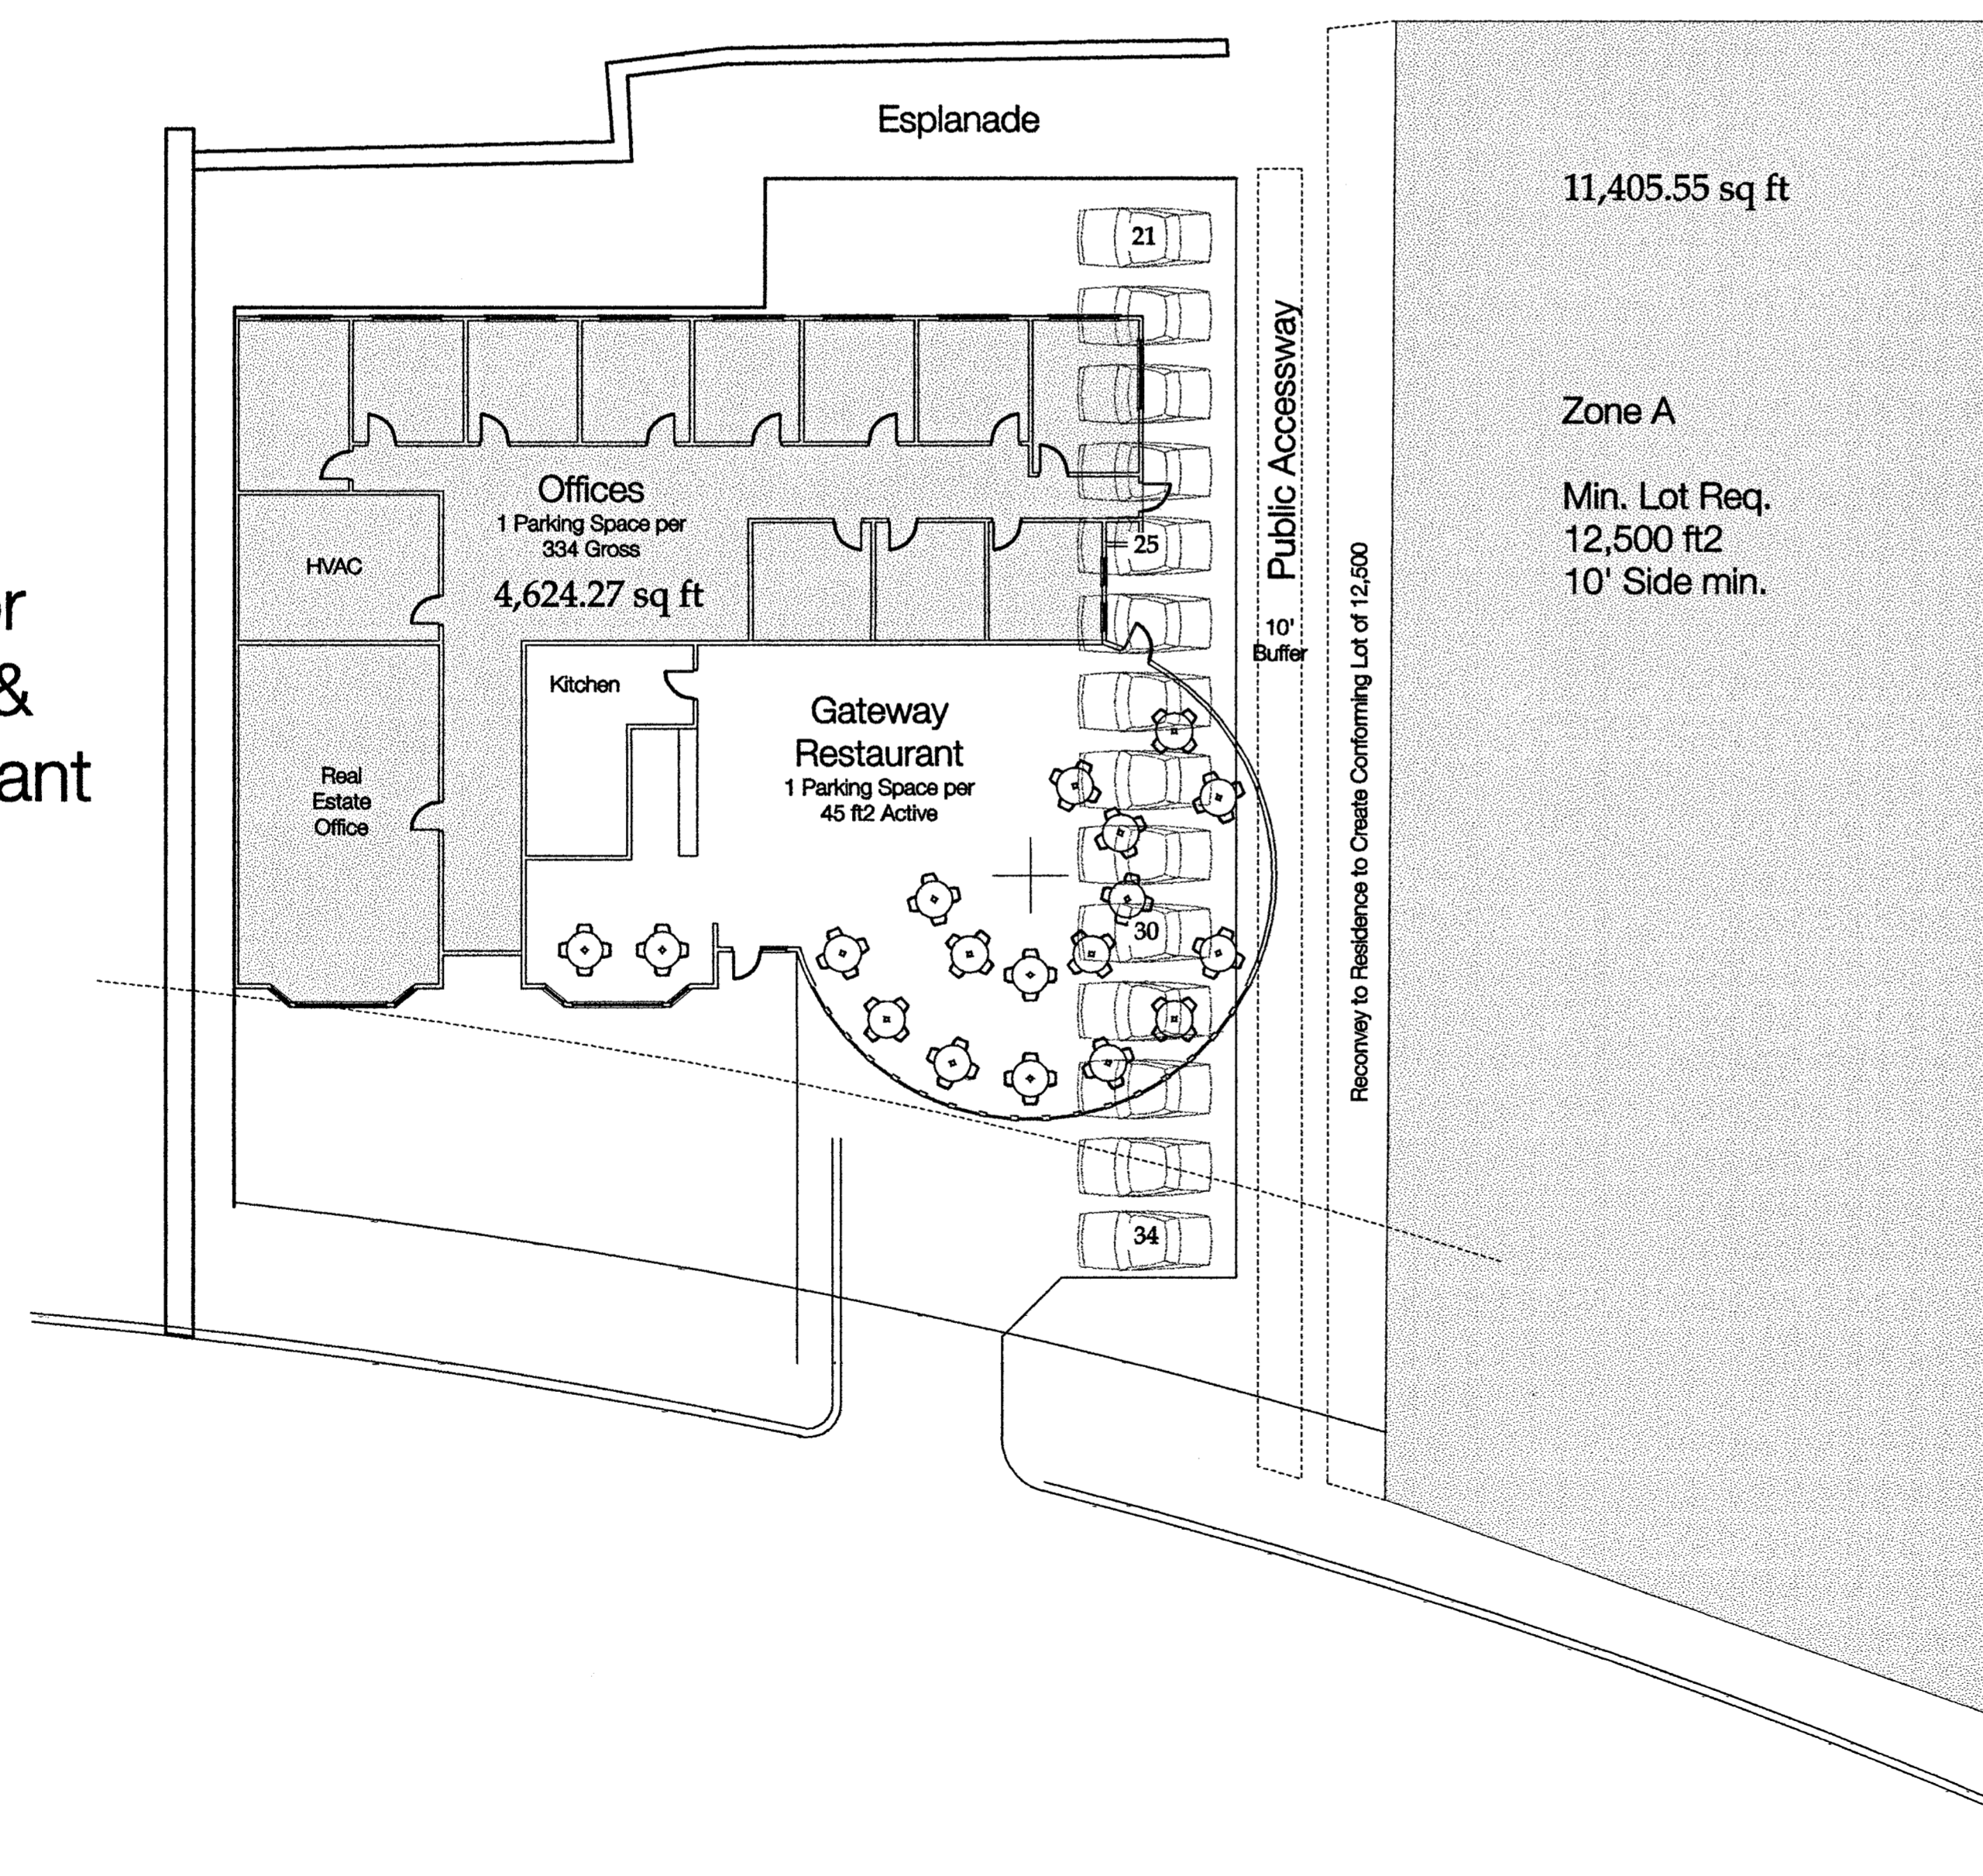 Esplanade
11,405.55 sq ft
21
Public Accessway
Zone A
Min. Lot Req.
12,500 ft2
10' Side min.
Offices
1 Parking Space per
334 Gross
4,624.27 sq ft
HVAC
25
10'
Buffer
Reconvey to Residence to Create Conforming Lot of 12,500
or
&
ant
Kitchen
Gateway
Restaurant
1 Parking Space per
45 ft2 Active
Real
Estate
Office
30
34